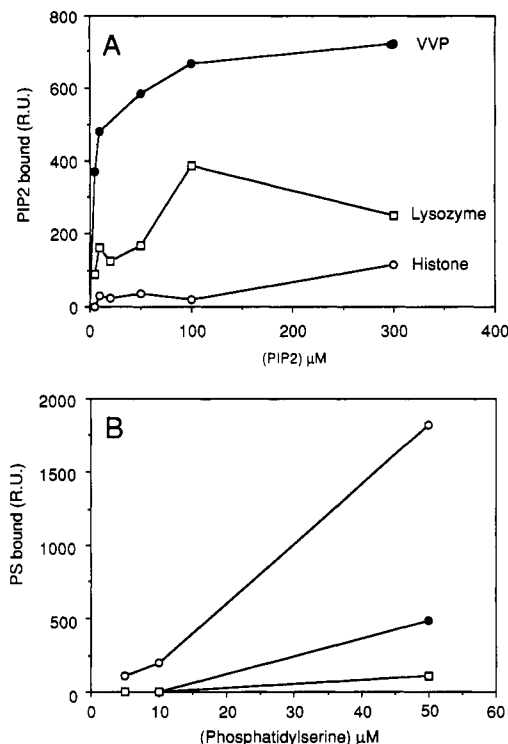 A
800
600
400
200
0
PIP2 bound (R.U.)
VVP
Lysozyme
Histone
0 100 200 300 400
(PIP2) µM
B
2000
1500
1000
500
0
PS bound (R.U.)
0 10 20 30 40 50 60
(Phosphatidylserine) µM